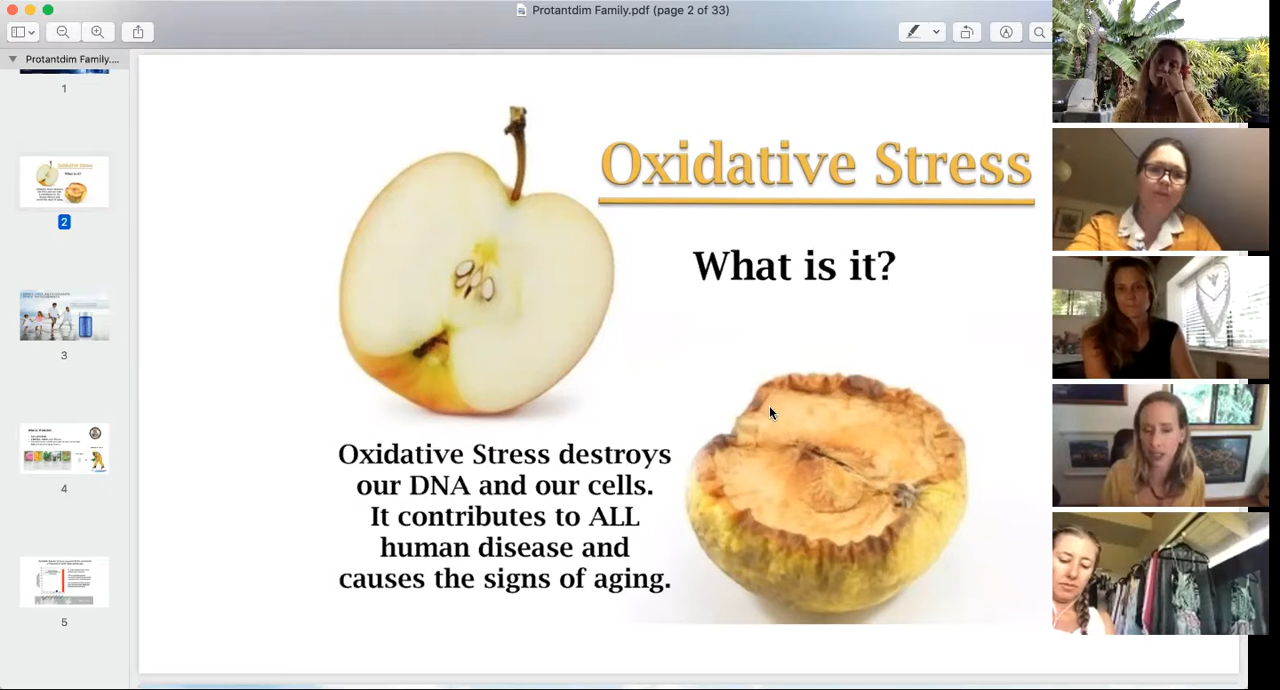 Protantdim Family.pdf (page 2 of 33)
Protantdim Family....
1
2
3
4
5
Oxidative Stress
What is it?
Oxidative Stress destroys
our DNA and our cells.
It contributes to ALL
human disease and
causes the signs of aging.